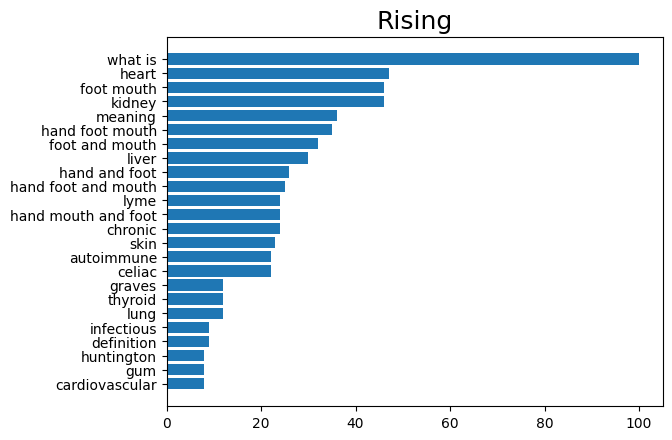 Rising
what is
heart
foot mouth
kidney
meaning
hand foot mouth
foot and mouth
liver
hand and foot
hand foot and mouth
lyme
hand mouth and foot
chronic
skin
autoimmune
celiac
graves
thyroid
lung
infectious
definition
huntington
gum
cardiovascular
0 20 40 60 80 100